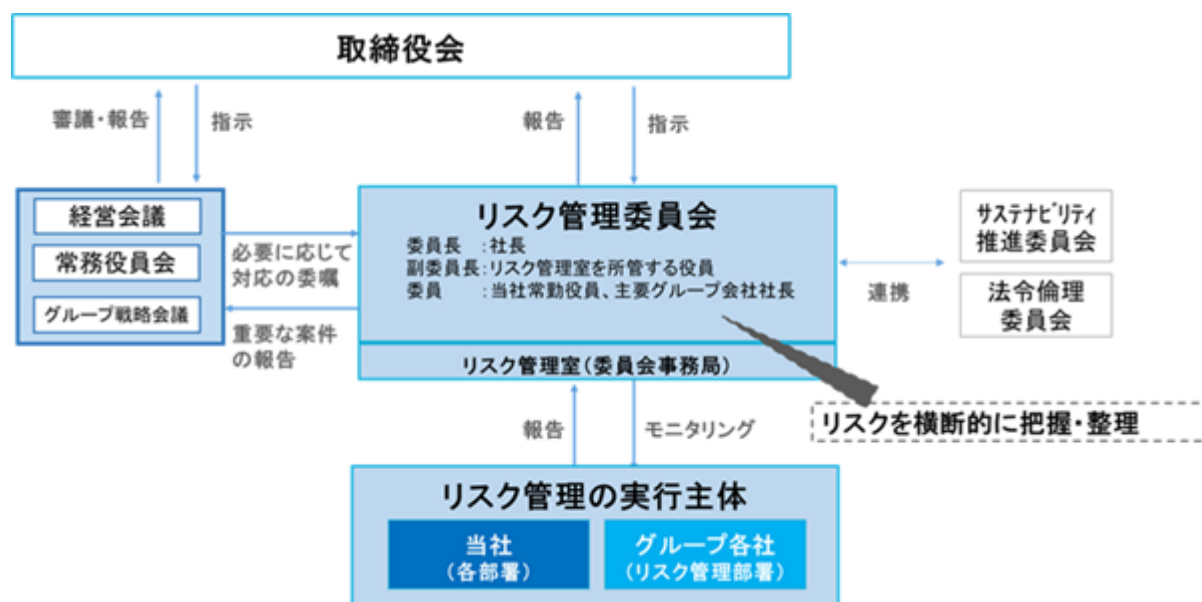 取締役会
審議・報告
指示
報告
指示
経営会議
常務役員会
グループ戦略会議
必要に応じて
対応の委嘱
重要な案件
の報告
リスク管理委員会
委員長　：社長
副委員長：リスク管理室を所管する役員
委員　　：当社常勤役員、主要グループ会社社長
リスク管理室（委員会事務局）
連携
サステナビリティ
推進委員会
法令倫理
委員会
リスクを横断的に把握・整理
報告
モニタリング
リスク管理の実行主体
当社
（各部署）
グループ各社
（リスク管理部署）